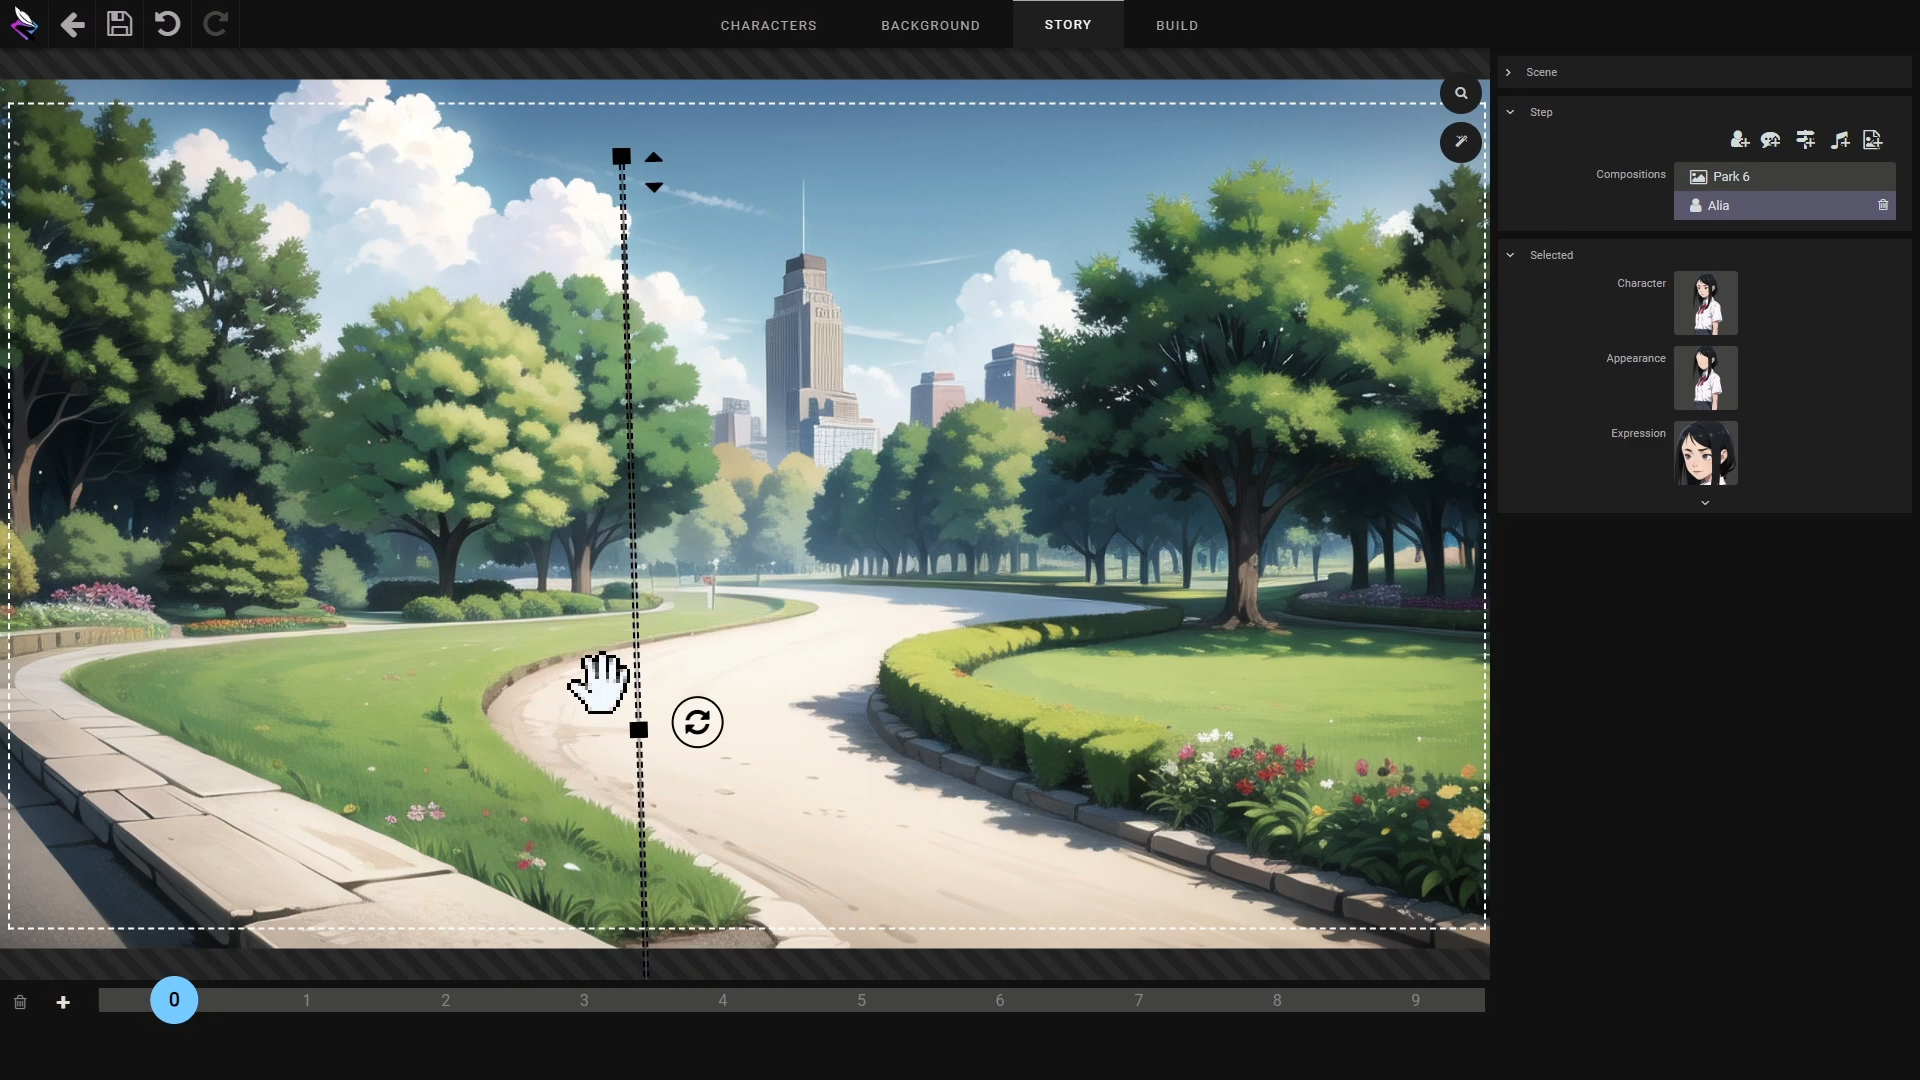 CHARACTERS BACKGROUND STORY BUILD
Scene
Step
Compositions
Park 6
Alia
Selected
Character
Appearance
Expression
0 1 2 3 4 5 6 7 8 9